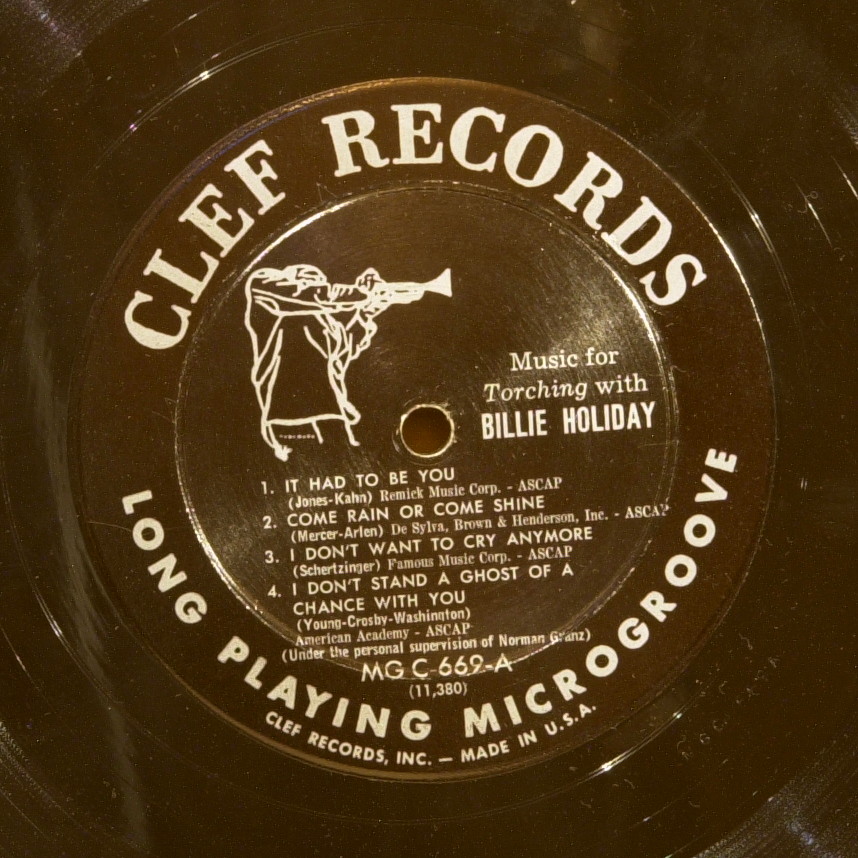 CLEF RECORDS
Music for
Torching with
BILLIE HOLIDAY
1. IT HAD TO BE YOU
(Jones-Kahn) Remick Music Corp. - ASCAP
2. COME RAIN OR COME SHINE
(Mercer-Arlen) De Sylva, Brown & Henderson, Inc. - ASCAP
3. I DON'T WANT TO CRY ANYMORE
(Schertzinger) Famous Music Corp. - ASCAP
4. I DON'T STAND A GHOST OF A
CHANCE WITH YOU
(Young-Crosby-Washington)
American Academy - ASCAP
(Under the personal supervision of Norman Granz)
MG C-669-A
(11,380)
LONG PLAYING MICROGROOVE
CLEF RECORDS, INC. — MADE IN U.S.A.